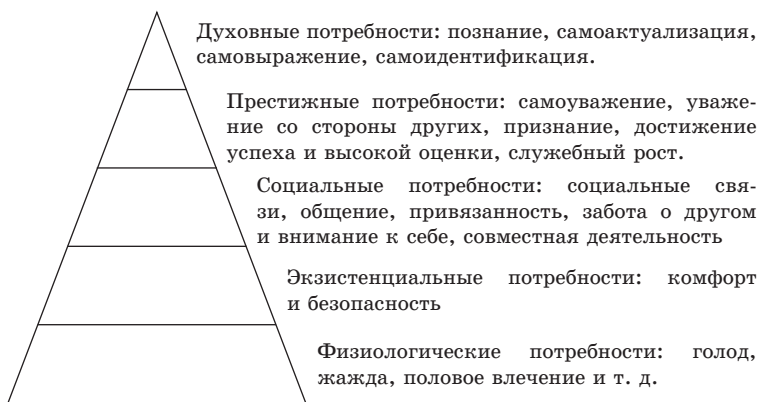 Духовные потребности: познание, самоактуализация,
самовыражение, самоидентификация.
Престижные потребности: самоуважение, уваже-
ние со стороны других, признание, достижение
успеха и высокой оценки, служебный рост.
Социальные потребности: социальные свя-
зи, общение, привязанность, забота о другом
и внимание к себе, совместная деятельность
Экзистенциальные потребности: комфорт
и безопасность
Физиологические потребности: голод,
жажда, половое влечение и т. д.